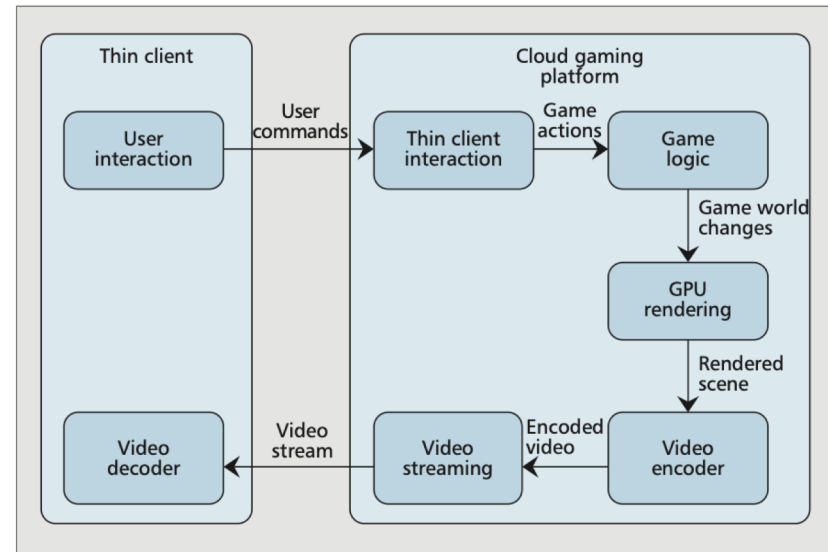 Thin client
Cloud gaming
platform
User
interaction
User
commands
Thin client
interaction
Game
actions
Game
logic
Game world
changes
GPU
rendering
Rendered
scene
Video
decoder
Video
stream
Video
streaming
Encoded
video
Video
encoder